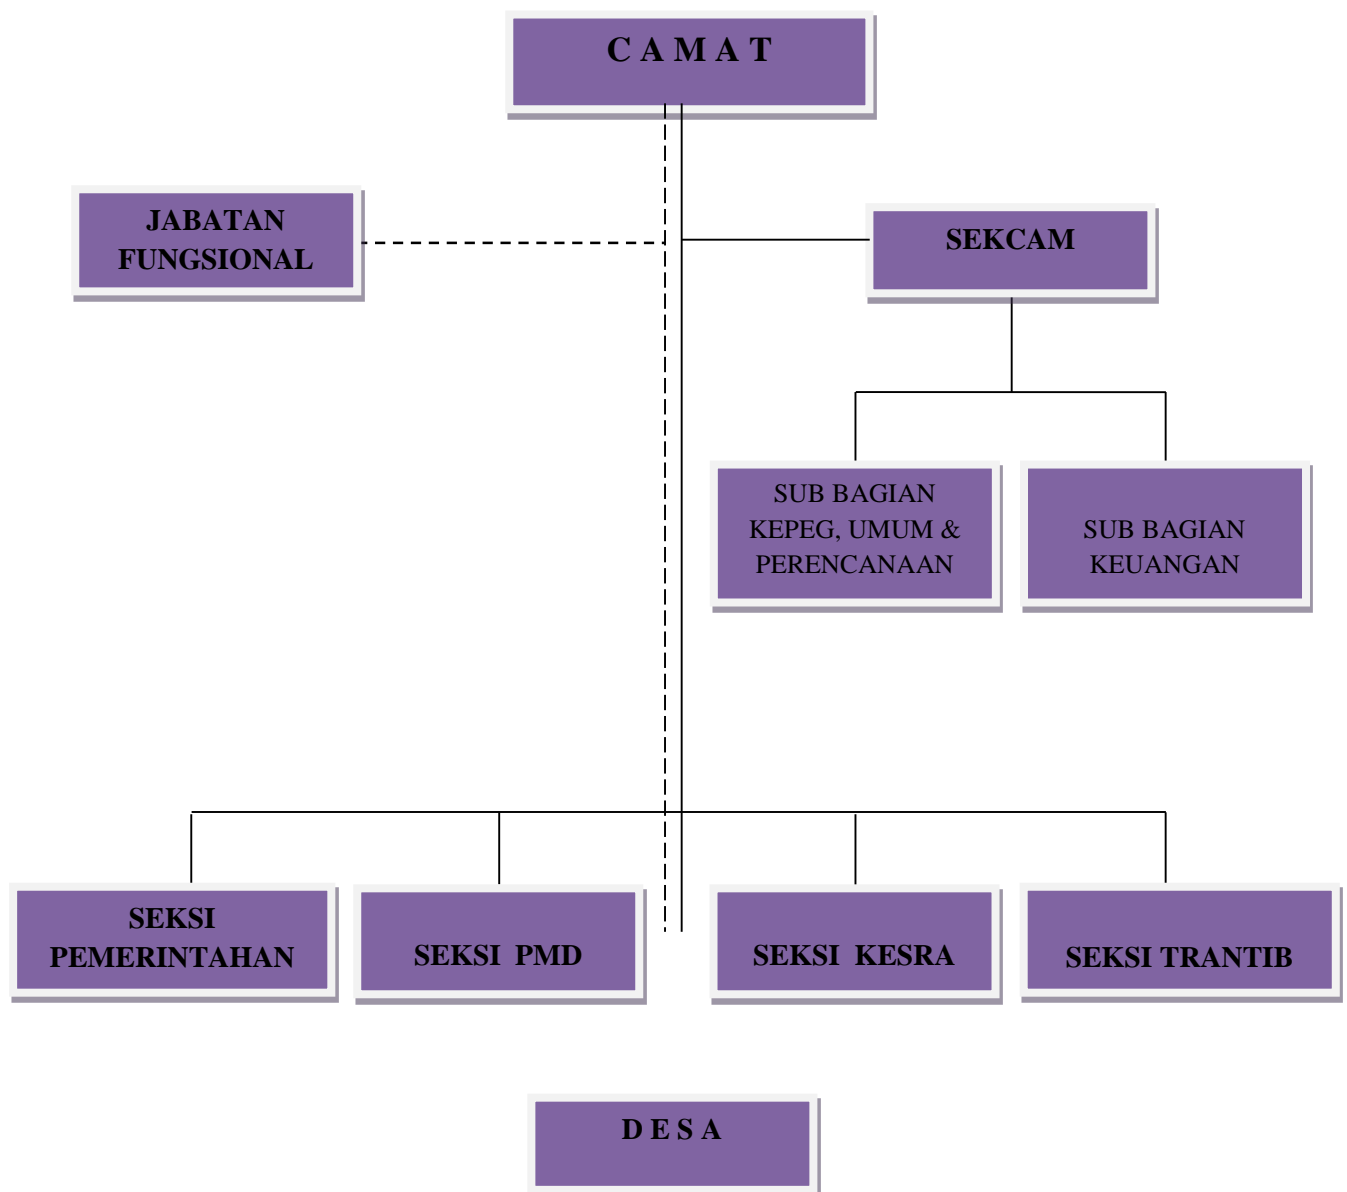 C A M A T
JABATAN
FUNGSIONAL
SEKCAM
SUB BAGIAN
KEPEG, UMUM &
PERENCANAAN
SUB BAGIAN
KEUANGAN
SEKSI
PEMERINTAHAN
SEKSI PMD
SEKSI KESRA
SEKSI TRANTIB
D E S A